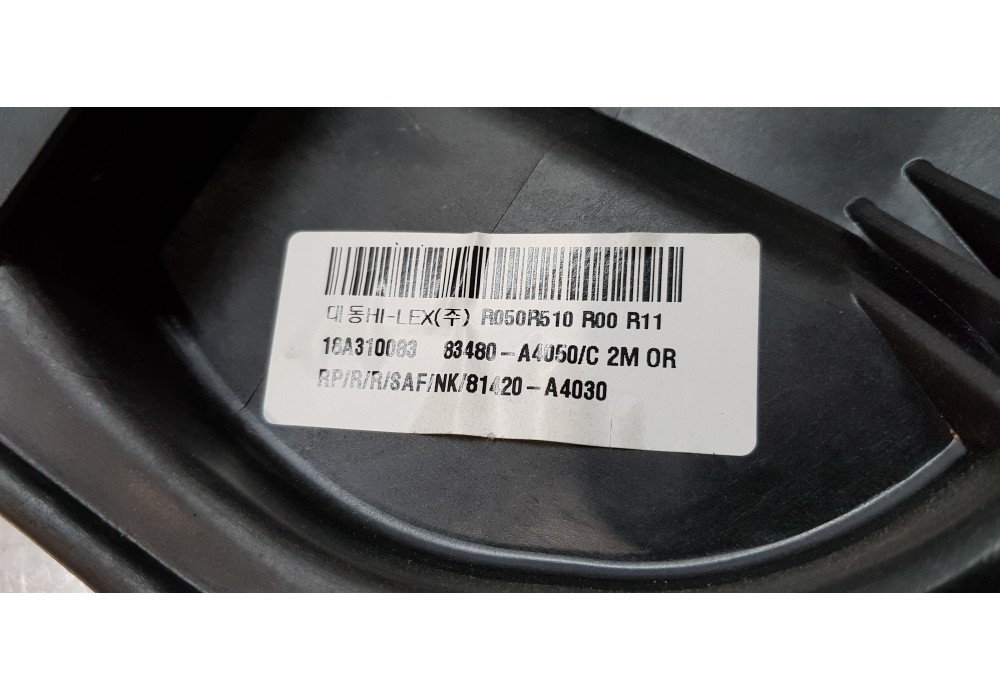 대동HI-LEX(주) R050R510 R00 R11
16A310083 83480-A4050/C 2M OR
RP/R/R/SAF/NK/81420-A4030